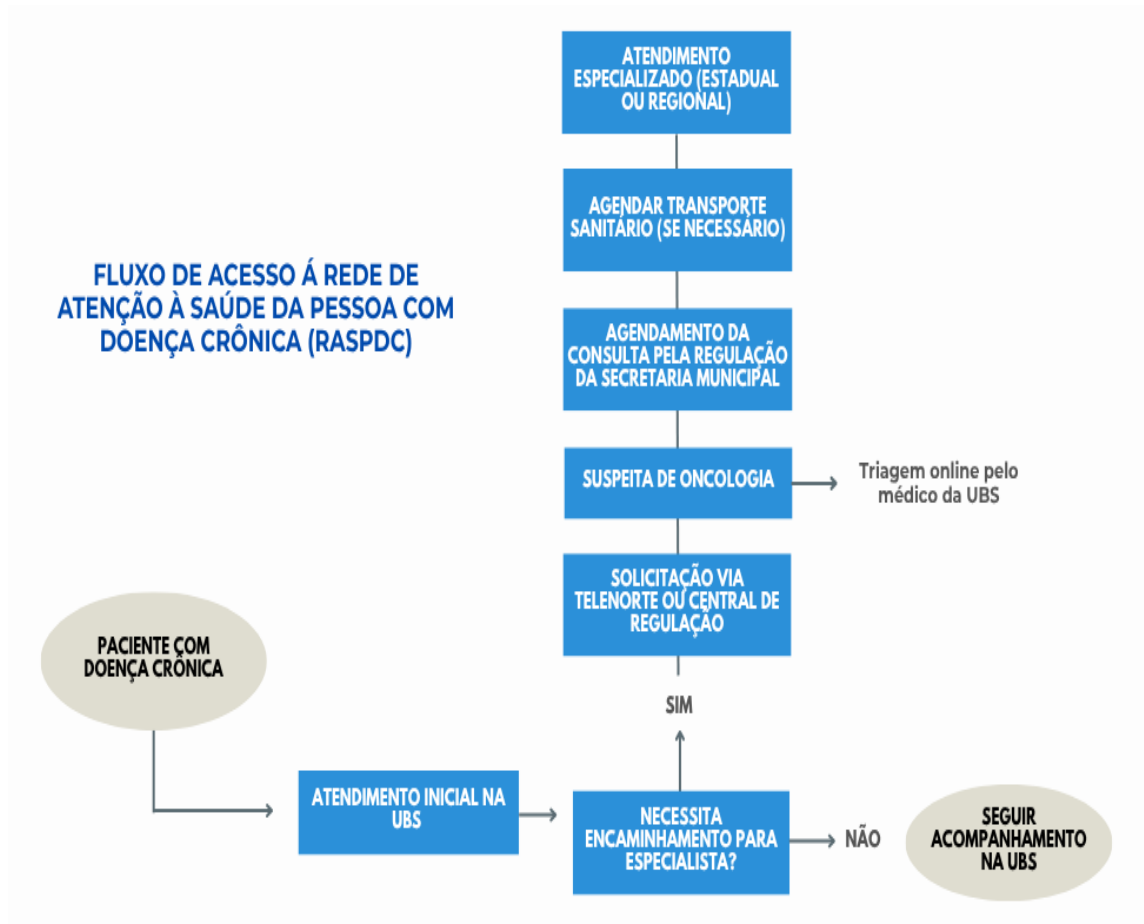 ATENDIMENTO
ESPECIALIZADO (ESTADUAL
OU REGIONAL)
AGENDAR TRANSPORTE
SANITÁRIO (SE NECESSÁRIO)
FLUXO DE ACESSO Á REDE DE
ATENÇÃO À SAÚDE DA PESSOA COM
DOENÇA CRÔNICA (RASPDC)
AGENDAMENTO DA
CONSULTA PELA REGULAÇÃO
DA SECRETARIA MUNICIPAL
SUSPEITA DE ONCOLOGIA
Triagem online pelo
médico da UBS
SOLICITAÇÃO VIA
TELENORTE OU CENTRAL DE
REGULAÇÃO
PACIENTE COM
DOENÇA CRÔNICA
SIM
ATENDIMENTO INICIAL NA
UBS
NECESSITA
ENCAMINHAMENTO PARA
ESPECIALISTA?
NÃO
SEGUIR
ACOMPANHAMENTO
NA UBS